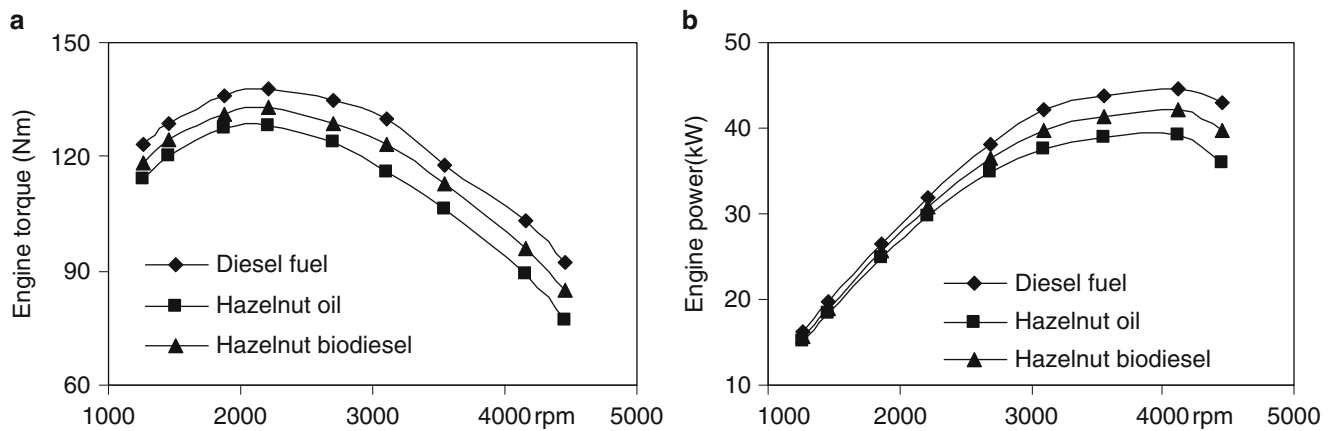 a
150
120
90
60
Engine torque (Nm)
Diesel fuel
Hazelnut oil
Hazelnut biodiesel
1000 2000 3000 4000 rpm 5000
b
50
40
30
20
10
Engine power(kW)
Diesel fuel
Hazelnut oil
Hazelnut biodiesel
1000 2000 3000 4000 rpm 5000